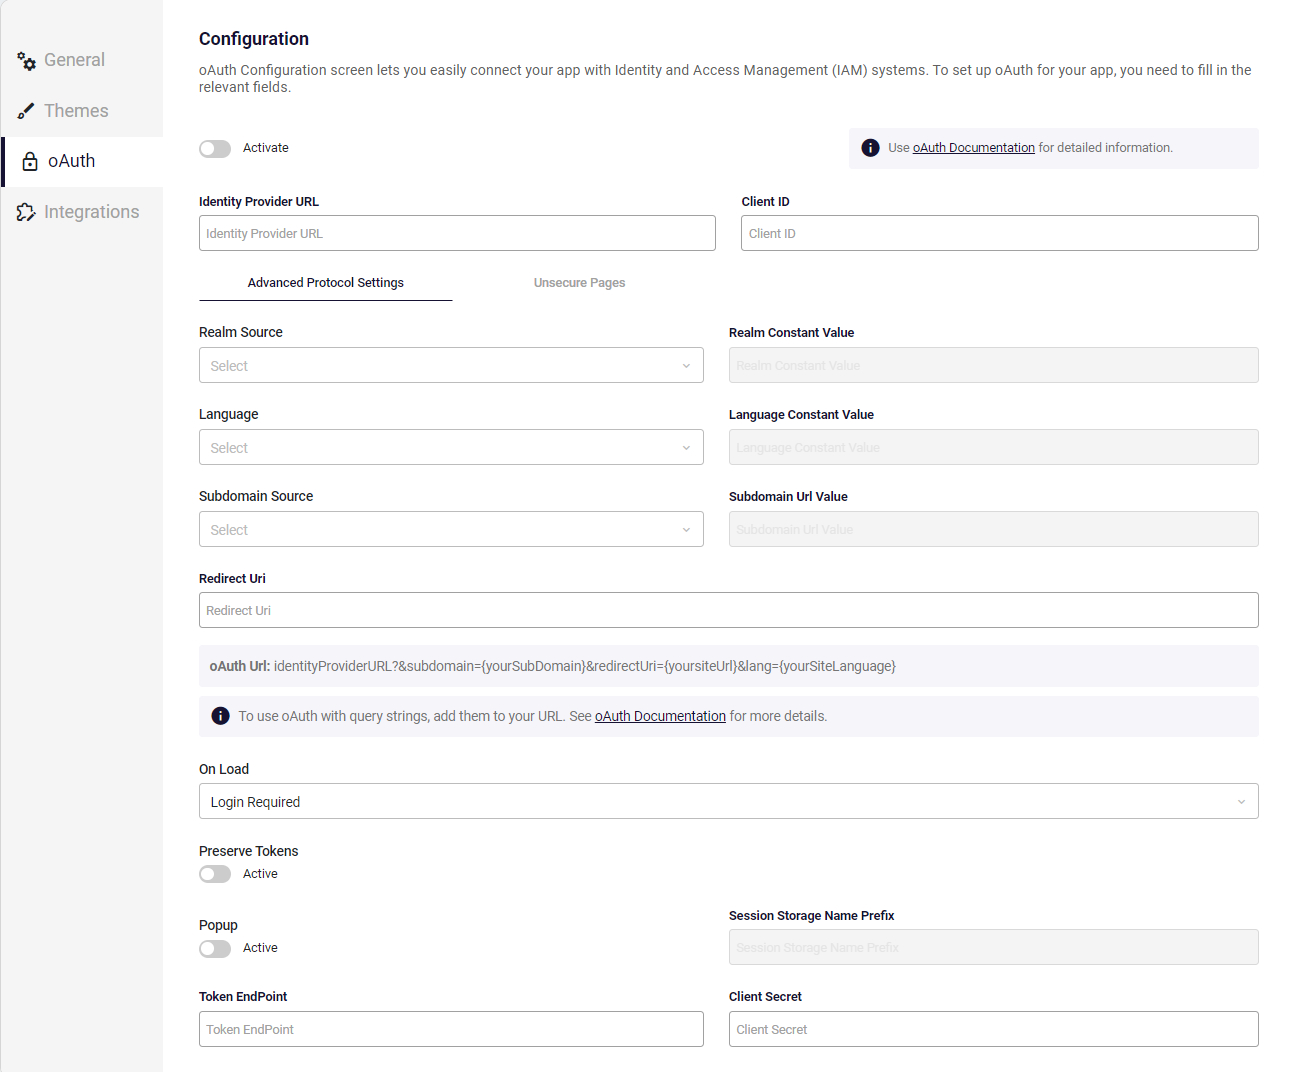 General
Themes
oAuth
Integrations
Configuration
oAuth Configuration screen lets you easily connect your app with Identity and Access Management (IAM) systems. To set up oAuth for your app, you need to fill in the
relevant fields.
Activate
Use oAuth Documentation for detailed information.
Identity Provider URL
Client ID
Identity Provider URL
Client ID
Advanced Protocol Settings
Unsecure Pages
Realm Source
Realm Constant Value
Select
Realm Constant Value
Language
Language Constant Value
Select
Language Constant Value
Subdomain Source
Subdomain Url Value
Select
Subdomain Url Value
Redirect Uri
Redirect Uri
oAuth Url: identityProviderURL?&subdomain={yourSubDomain}&redirectUri={yoursiteUrl}&lang={yourSiteLanguage}
To use oAuth with query strings, add them to your URL. See oAuth Documentation for more details.
On Load
Login Required
Preserve Tokens
Active
Popup
Session Storage Name Prefix
Active
Session Storage Name Prefix
Token EndPoint
Client Secret
Token EndPoint
Client Secret